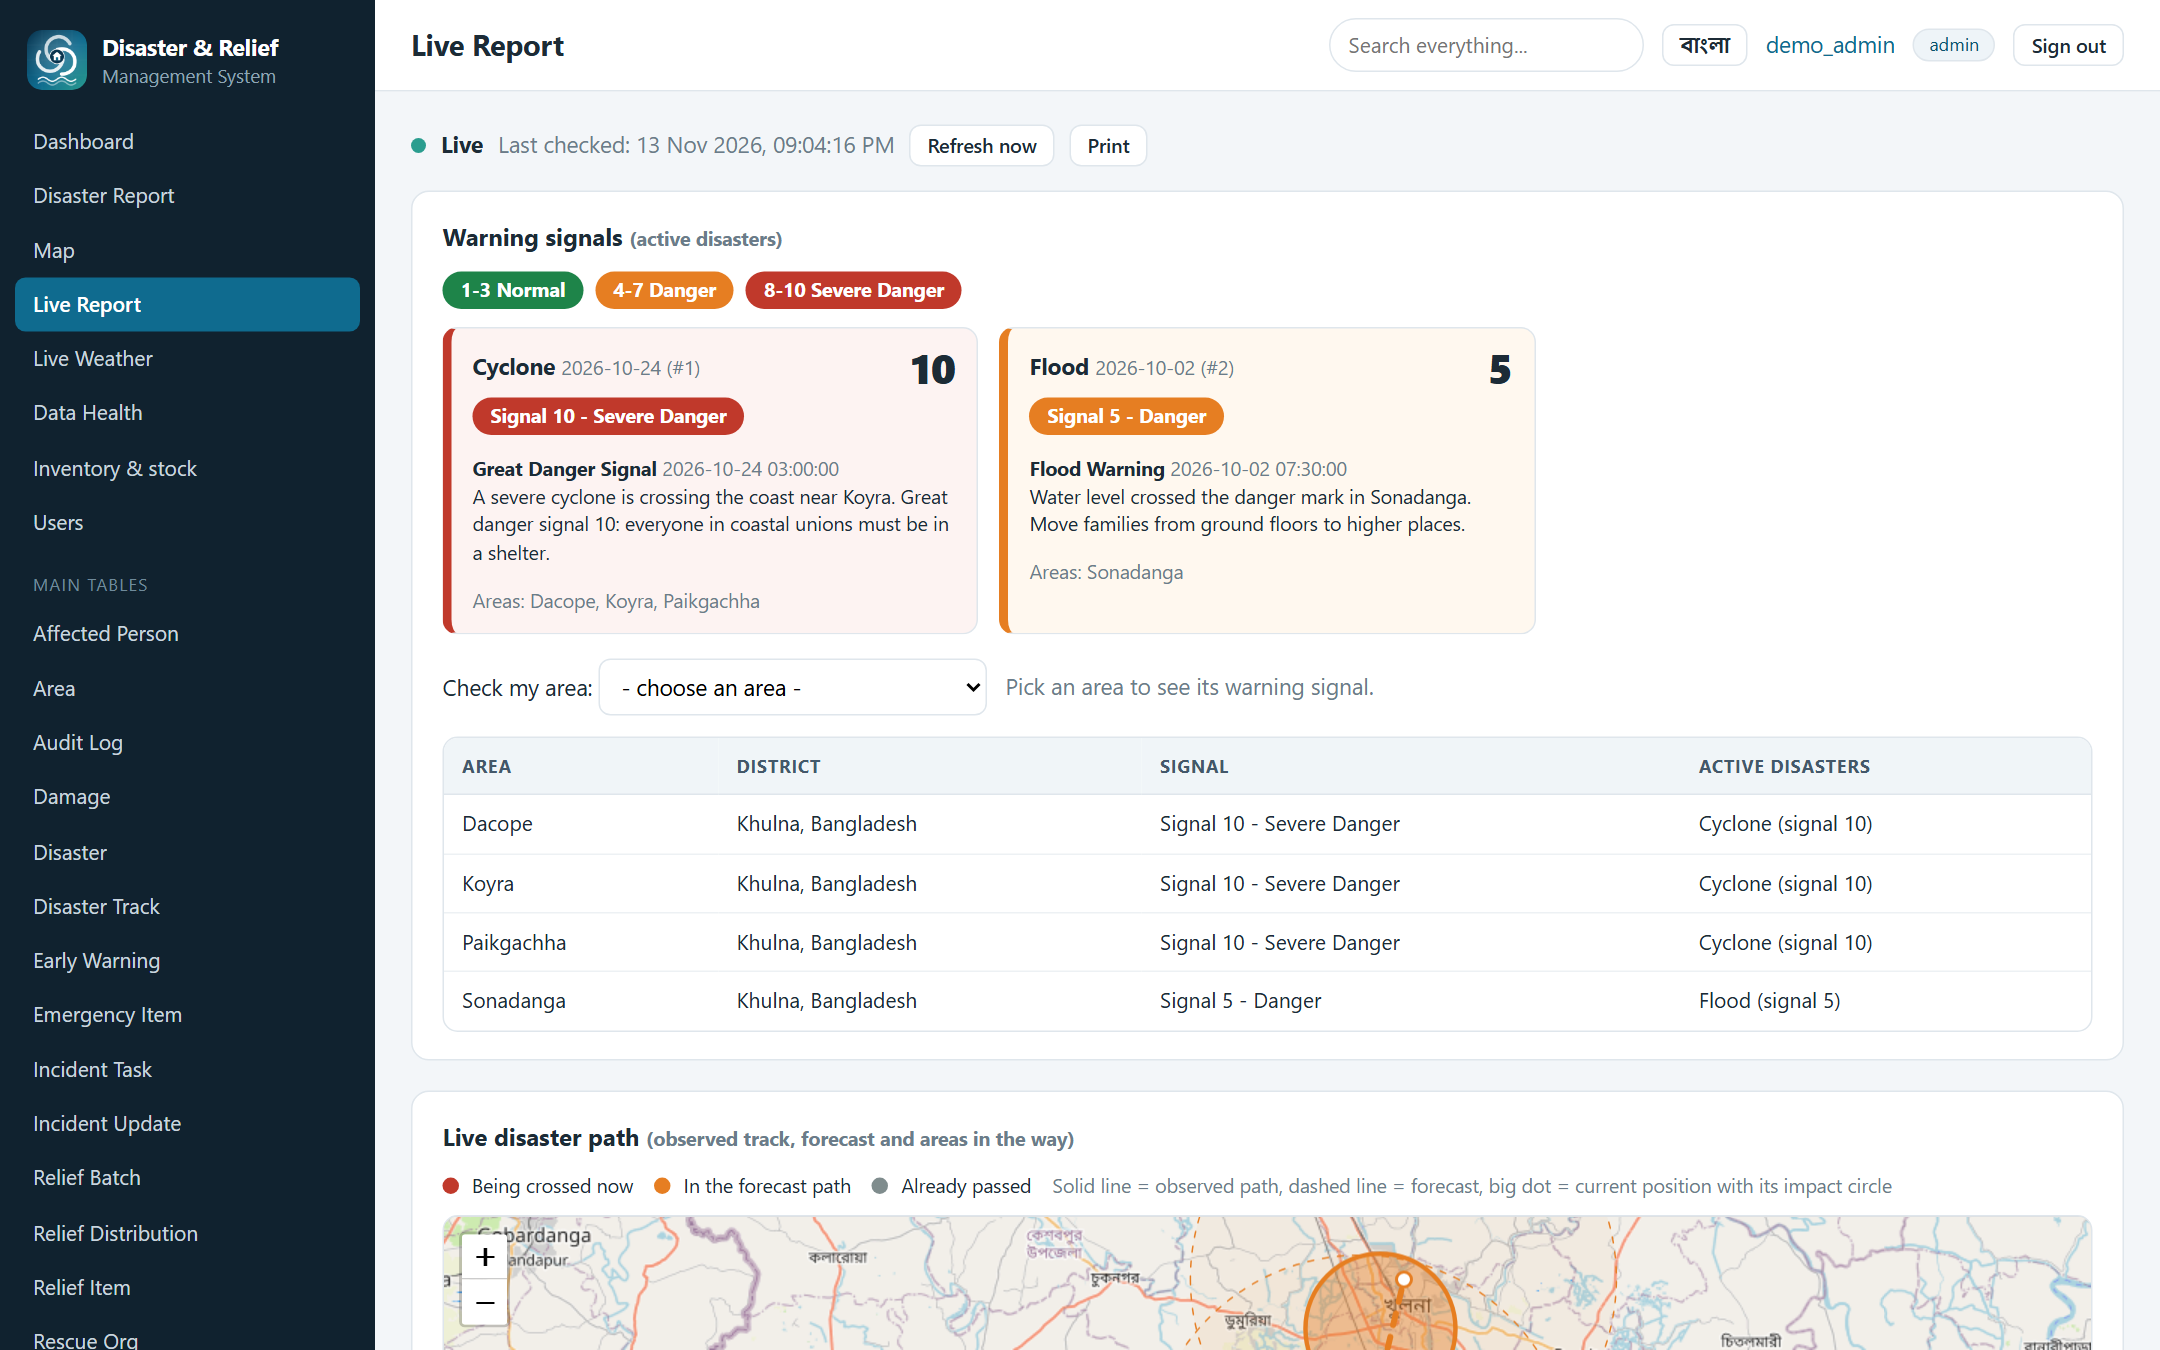 Disaster & Relief
Management System
Dashboard
Disaster Report
Map
Live Report
Live Weather
Data Health
Inventory & stock
Users
MAIN TABLES
Affected Person
Area
Audit Log
Damage
Disaster
Disaster Track
Early Warning
Emergency Item
Incident Task
Incident Update
Relief Batch
Relief Distribution
Relief Item
Rescue Org
Live Report
Search everything...
বাংলা
demo_admin
admin
Sign out
Live Last checked: 13 Nov 2026, 09:04:16 PM
Refresh now
Print
Warning signals (active disasters)
1-3 Normal
4-7 Danger
8-10 Severe Danger
Cyclone 2026-10-24 (#1)
10
Signal 10 - Severe Danger
Great Danger Signal 2026-10-24 03:00:00
A severe cyclone is crossing the coast near Koyra. Great
danger signal 10: everyone in coastal unions must be in
a shelter.
Areas: Dacope, Koyra, Paikgachha
Flood 2026-10-02 (#2)
5
Signal 5 - Danger
Flood Warning 2026-10-02 07:30:00
Water level crossed the danger mark in Sonadanga.
Move families from ground floors to higher places.
Areas: Sonadanga
Check my area: - choose an area - Pick an area to see its warning signal.
AREA DISTRICT SIGNAL ACTIVE DISASTERS
Dacope Khulna, Bangladesh Signal 10 - Severe Danger Cyclone (signal 10)
Koyra Khulna, Bangladesh Signal 10 - Severe Danger Cyclone (signal 10)
Paikgachha Khulna, Bangladesh Signal 10 - Severe Danger Cyclone (signal 10)
Sonadanga Khulna, Bangladesh Signal 5 - Danger Flood (signal 5)
Live disaster path (observed track, forecast and areas in the way)
Being crossed now
In the forecast path
Already passed
Solid line = observed path, dashed line = forecast, big dot = current position with its impact circle
+
−
কলারোয়া
কেশবপুর
উপজেলা
চুকনগর
ডুমুরিয়া
খুলনা
চিতলমারী